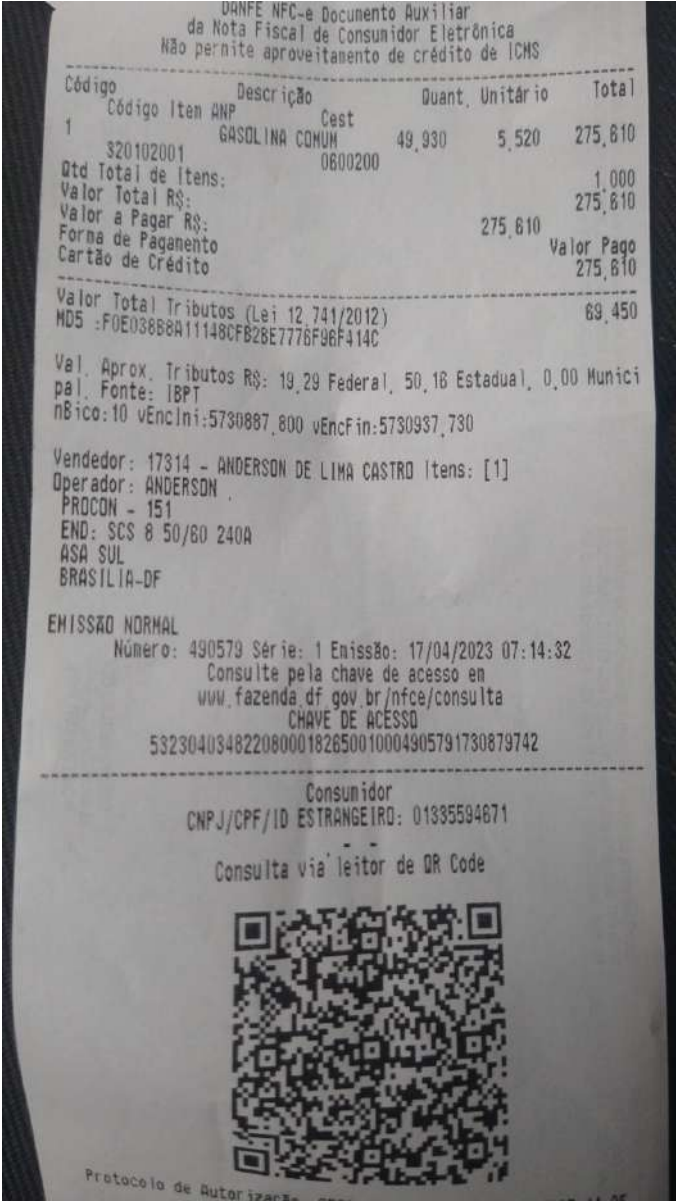 DANFE NFC-e Documento Auxiliar
da Nota Fiscal de Consumidor Eletrônica
Não permite aproveitamento de crédito de ICMS
Código Descrição Quant. Unitário Total
Código Item ANP Cest
1 GASOLINA COMUM 49,930 5,520 275,610
320102001 0600200
Qtd Total de Itens: 1,000
Valor Total R$: 275,610
Valor a Pagar R$: 275,610
Forma de Pagamento Valor Pago
Cartão de Crédito 275,610
Valor Total Tributos (Lei 12.741/2012) 69,450
MD5 :F0E038B8A11148CFB2BE7776F96F414C
Val. Aprox. Tributos R$: 19,29 Federal, 50,16 Estadual, 0,00 Munici
pal. Fonte: IBPT
nBico:10 vEncIni:5730887,800 vEncFin:5730937,730
Vendedor: 17314 - ANDERSON DE LIMA CASTRO Itens: [1]
Operador: ANDERSON
PROCON - 151
END: SCS 8 50/60 240A
ASA SUL
BRASILIA-DF
EMISSÃO NORMAL
Número: 490579 Série: 1 Emissão: 17/04/2023 07:14:32
Consulte pela chave de acesso em
www.fazenda.df.gov.br/nfce/consulta
CHAVE DE ACESSO
53230403482208000182650010004905791730879742
Consumidor
CNPJ/CPF/ID ESTRANGEIRO: 01335594671
- -
Consulta via leitor de QR Code
Protocolo de Autorização